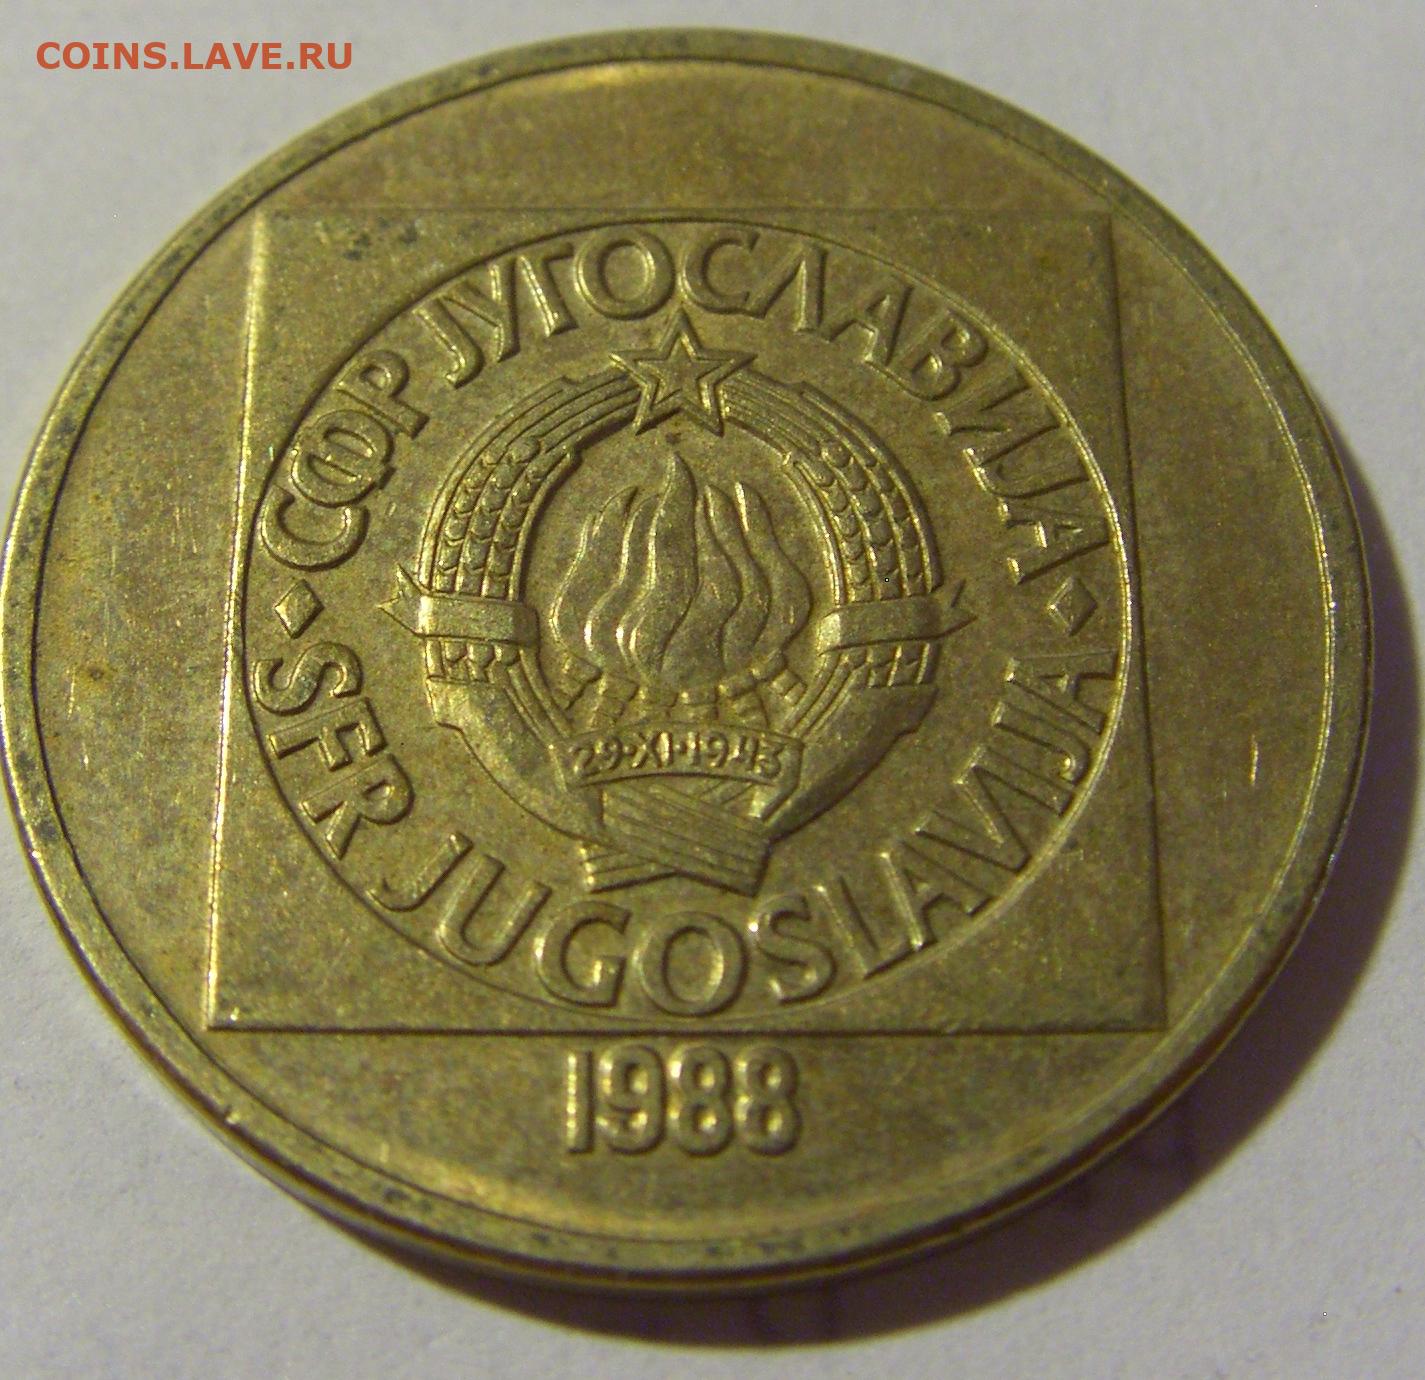 COINS.LAVE.RU
СФР ЈУГОСЛАВИЈА
29·XI·1943
SFR JUGOSLAVIJA
1988